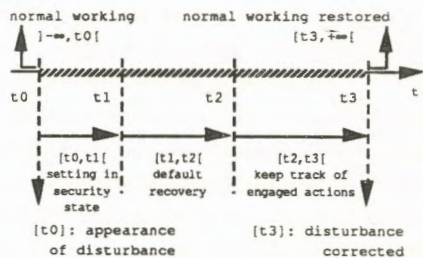 normal working
normal working restored
]-∞,t0[
[t3,+∞[
t0
t1
t2
t3
t
[t0,t1[
setting in
security
state
[t1,t2[
default
recovery
[t2,t3[
keep track of
engaged actions
[t0]: appearance
of disturbance
[t3]: disturbance
corrected